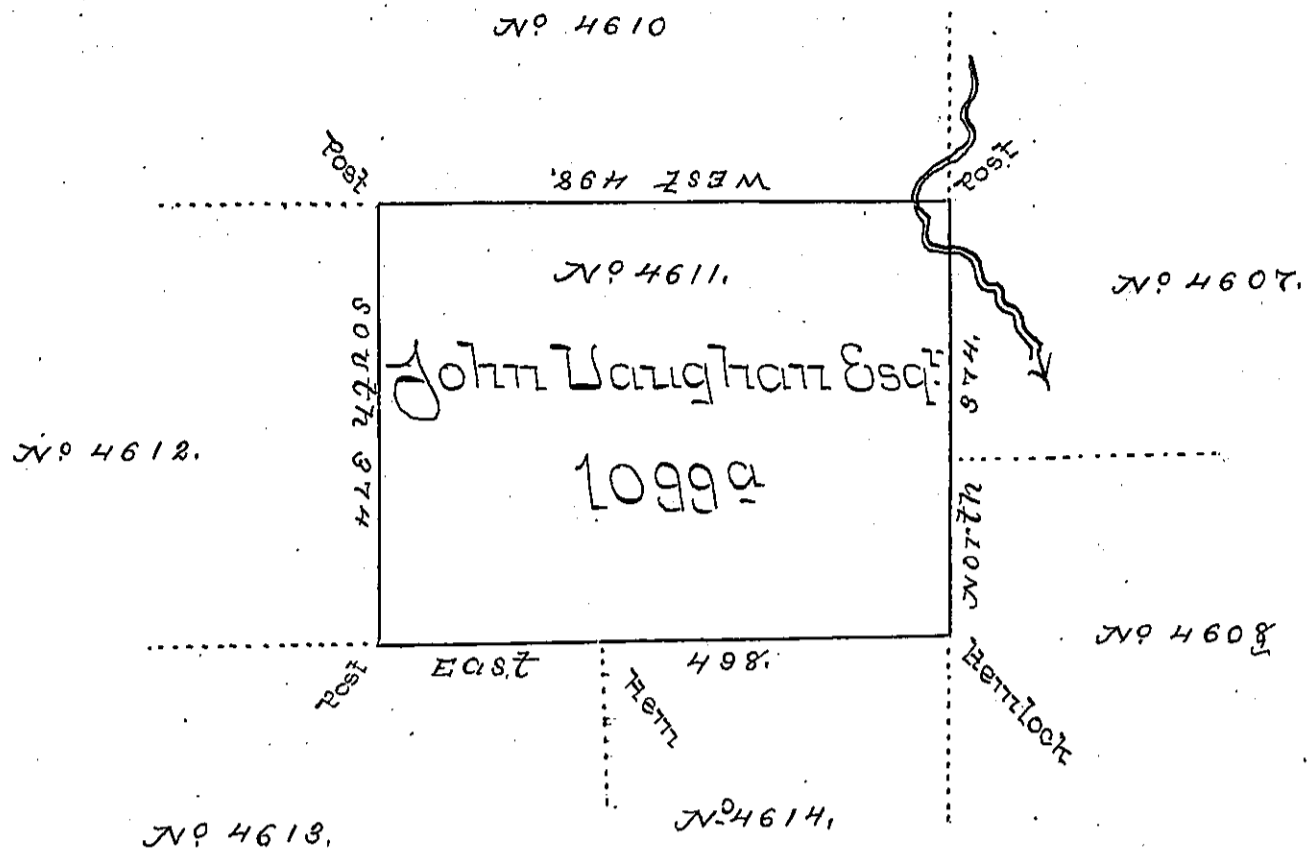 Nº 4610
Post
WEST 498.
Post
Nº 4611.
Nº 4607.
South 374
John Vaughan Esqr.
374.
Nº 4612.
1099 a
North
Nº 4608
East 498.
Post
Hem
Hemlock
Nº 4614.
Nº 4613.